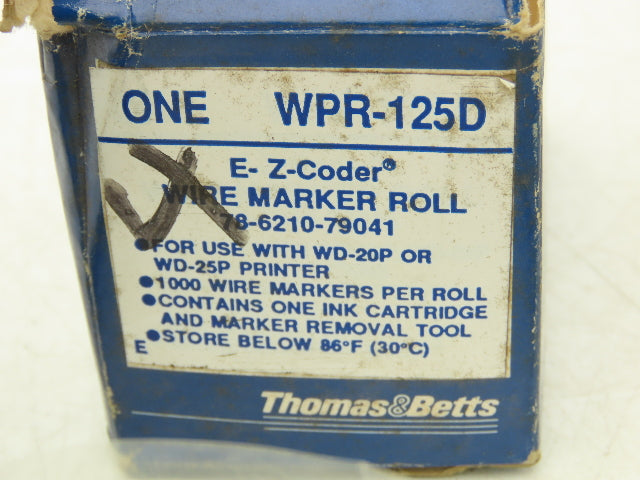 ONE WPR-125D
E- Z-Coder®
WIRE MARKER ROLL
78-6210-79041
●FOR USE WITH WD-20P OR
WD-25P PRINTER
●1000 WIRE MARKERS PER ROLL
●CONTAINS ONE INK CARTRIDGE
AND MARKER REMOVAL TOOL
E ●STORE BELOW 86°F (30°C)
Thomas&Betts